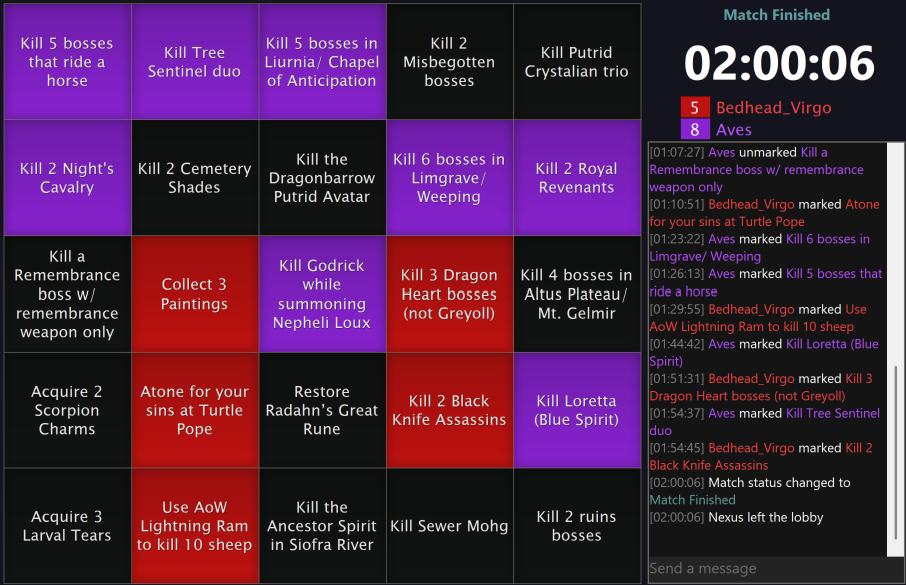 Kill 5 bosses
that ride a
horse
Kill Tree
Sentinel duo
Kill 5 bosses in
Liurnia/ Chapel
of Anticipation
Kill 2
Misbegotten
bosses
Kill Putrid
Crystalian trio
Kill 2 Night's
Cavalry
Kill 2 Cemetery
Shades
Kill the
Dragonbarrow
Putrid Avatar
Kill 6 bosses in
Limgrave/
Weeping
Kill 2 Royal
Revenants
Kill a
Remembrance
boss w/
remembrance
weapon only
Collect 3
Paintings
Kill Godrick
while
summoning
Nepheli Loux
Kill 3 Dragon
Heart bosses
(not Greyoll)
Kill 4 bosses in
Altus Plateau/
Mt. Gelmir
Acquire 2
Scorpion
Charms
Atone for your
sins at Turtle
Pope
Restore
Radahn's Great
Rune
Kill 2 Black
Knife Assassins
Kill Loretta
(Blue Spirit)
Acquire 3
Larval Tears
Use AoW
Lightning Ram
to kill 10 sheep
Kill the
Ancestor Spirit
in Siofra River
Kill Sewer Mohg
Kill 2 ruins
bosses
Match Finished
02:00:06
5 Bedhead_Virgo
8 Aves
[01:07:27] Aves unmarked Kill a
Remembrance boss w/ remembrance
weapon only
[01:10:51] Bedhead_Virgo marked Atone
for your sins at Turtle Pope
[01:23:22] Aves marked Kill 6 bosses in
Limgrave/ Weeping
[01:26:13] Aves marked Kill 5 bosses that
ride a horse
[01:29:55] Bedhead_Virgo marked Use
AoW Lightning Ram to kill 10 sheep
[01:44:42] Aves marked Kill Loretta (Blue
Spirit)
[01:51:31] Bedhead_Virgo marked Kill 3
Dragon Heart bosses (not Greyoll)
[01:54:37] Aves marked Kill Tree Sentinel
duo
[01:54:45] Bedhead_Virgo marked Kill 2
Black Knife Assassins
[02:00:06] Match status changed to
Match Finished
[02:00:06] Nexus left the lobby
Send a message